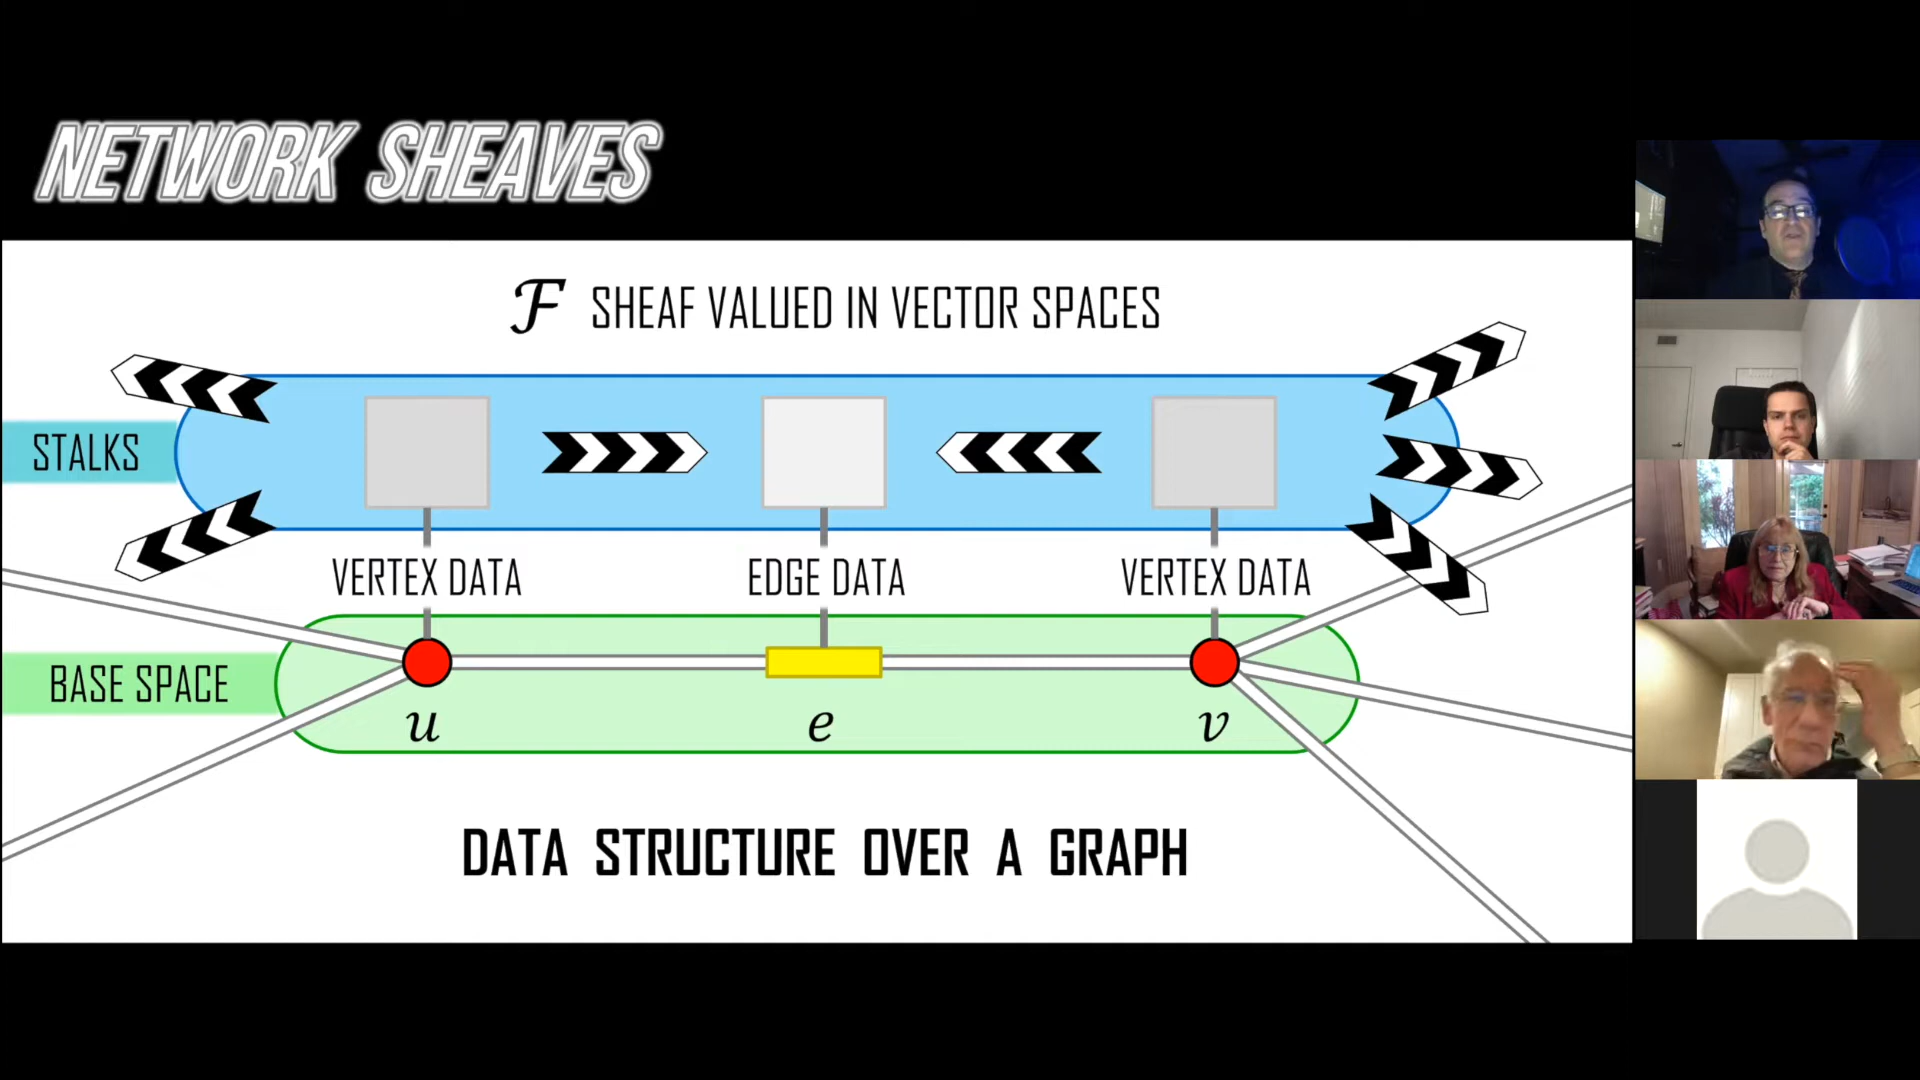 NETWORK SHEAVES
ℱ SHEAF VALUED IN VECTOR SPACES
STALKS
VERTEX DATA
EDGE DATA
VERTEX DATA
BASE SPACE
u
e
v
DATA STRUCTURE OVER A GRAPH